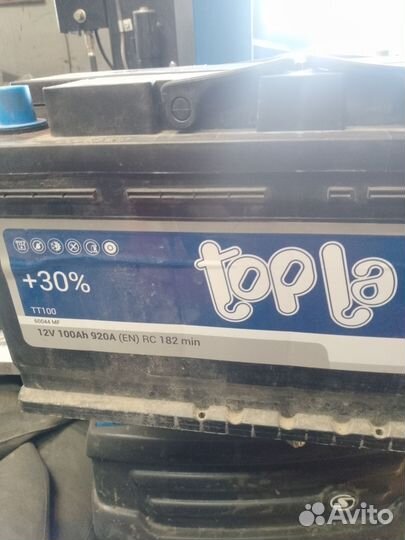 +30%
topla
TT100
60044 MF
12V 100Ah 920A (EN) RC 182 min
S
Avito